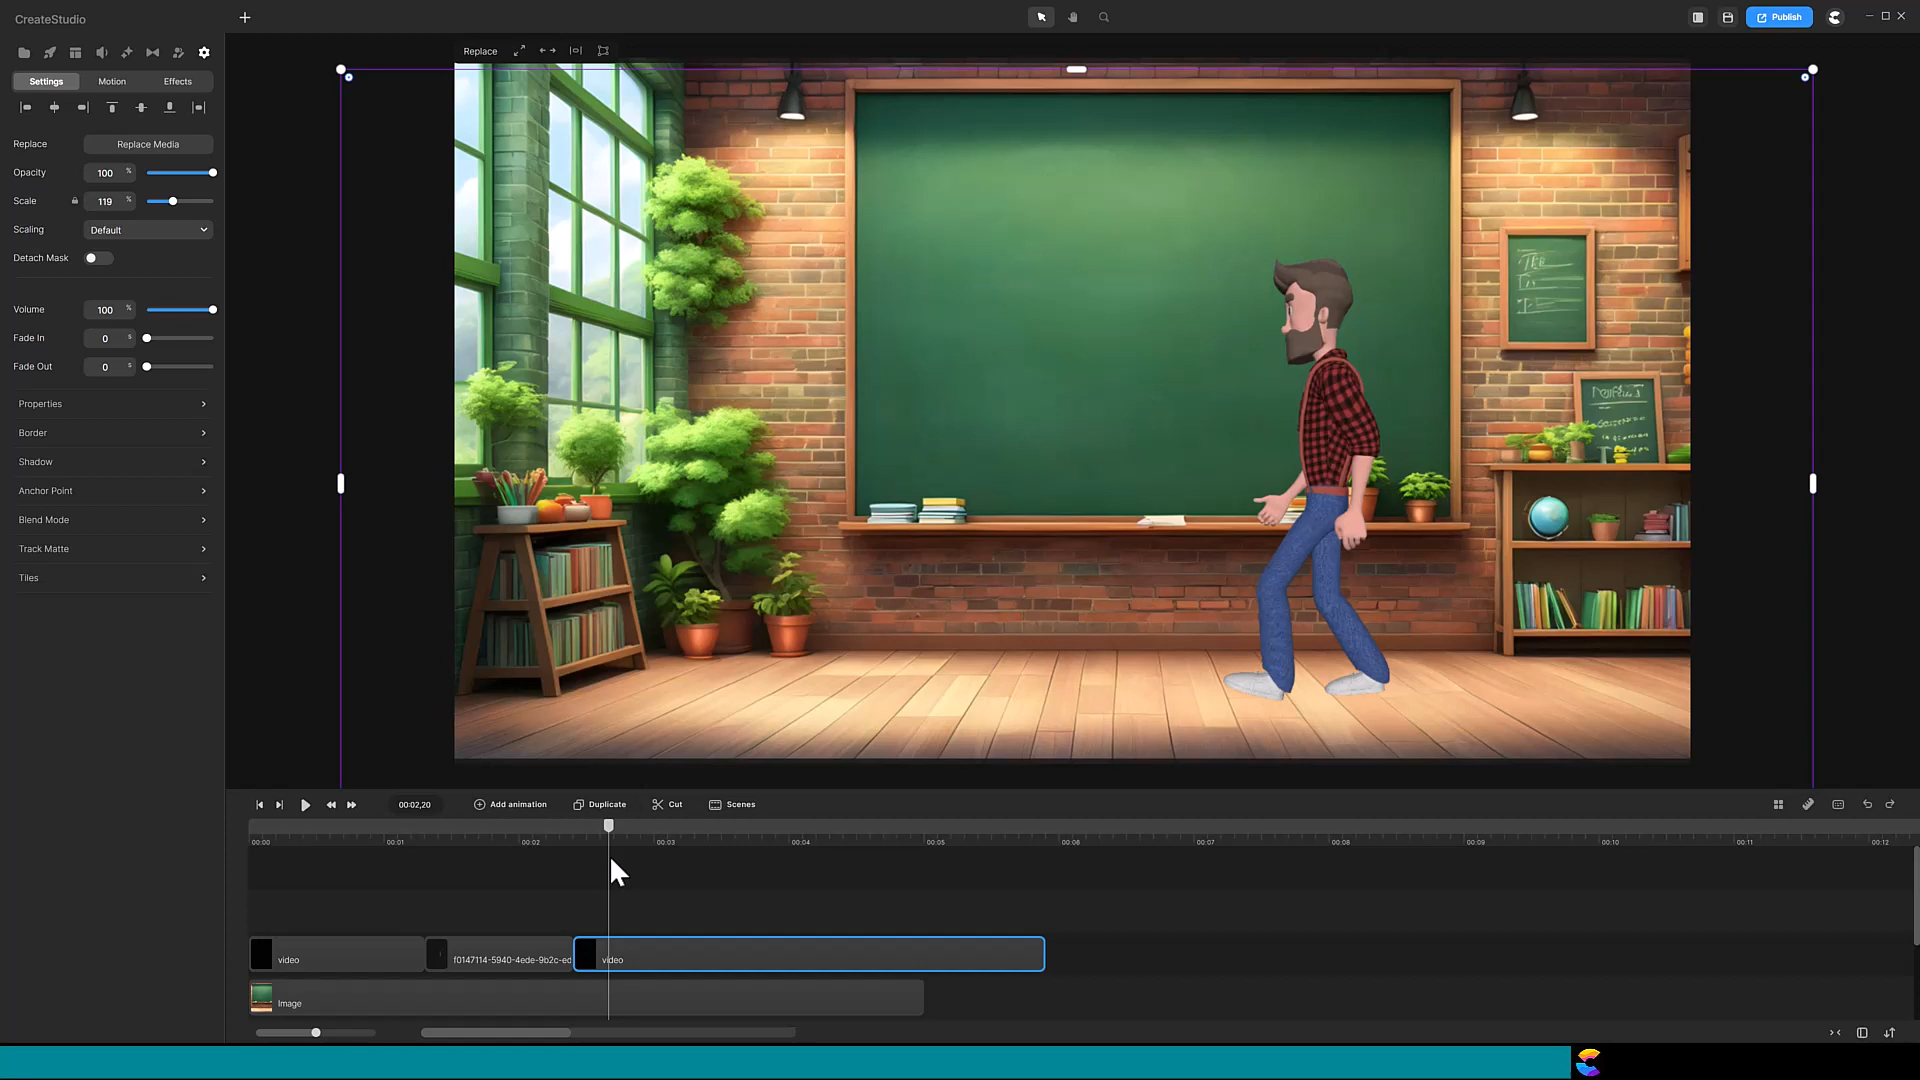 CreateStudio
Publish
Replace
Settings Motion Effects
Replace Replace Media
Opacity 100 %
Scale 119 %
Scaling Default
Detach Mask
Volume 100 %
Fade In 0 s
Fade Out 0 s
Properties
Border
Shadow
Anchor Point
Blend Mode
Track Matte
Tiles
00:02,20 Add animation Duplicate Cut Scenes
00:00 00:01 00:02 00:03 00:04 00:05 00:06 00:07 00:08 00:09 00:10 00:11 00:12
video f0147114-5940-4ede-9b2c-ed video
Image